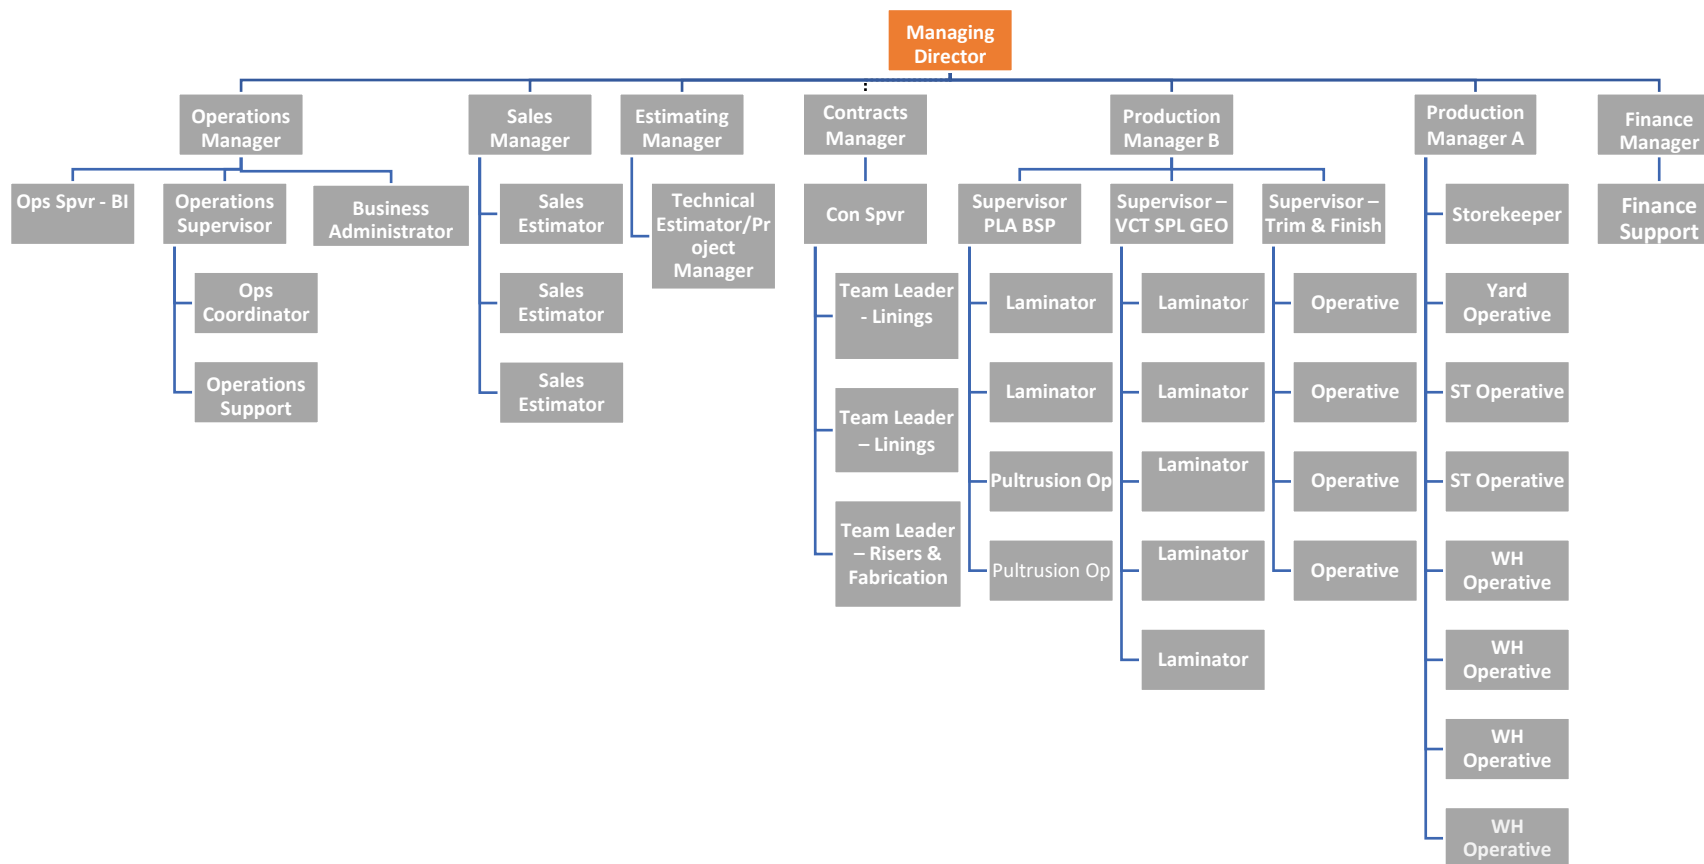 Managing
Director
Operations
Manager
Sales
Manager
Estimating
Manager
Contracts
Manager
Production
Manager B
Production
Manager A
Finance
Manager
Ops Spvr - BI
Operations
Supervisor
Business
Administrator
Ops
Coordinator
Operations
Support
Sales
Estimator
Sales
Estimator
Sales
Estimator
Technical
Estimator/Pr
oject
Manager
Con Spvr
Team Leader
- Linings
Team Leader
– Linings
Team Leader
– Risers &
Fabrication
Supervisor
PLA BSP
Laminator
Laminator
Pultrusion Op
Pultrusion Op
Supervisor –
VCT SPL GEO
Laminator
Laminator
Laminator
Laminator
Laminator
Supervisor –
Trim & Finish
Operative
Operative
Operative
Operative
Storekeeper
Yard
Operative
ST Operative
ST Operative
WH
Operative
WH
Operative
WH
Operative
WH
Operative
Finance
Support